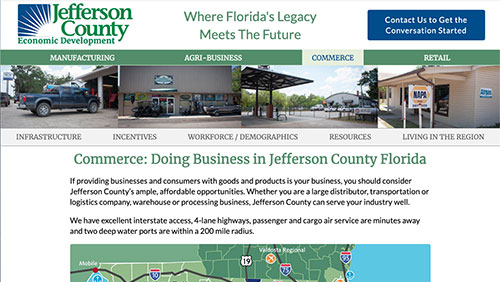 Jefferson
County
Economic Development
Where Florida's Legacy
Meets The Future
Contact Us to Get the
Conversation Started
MANUFACTURING
AGRI-BUSINESS
COMMERCE
RETAIL
NAPA
INFRASTRUCTURE
INCENTIVES
WORKFORCE / DEMOGRAPHICS
RESOURCES
LIVING IN THE REGION
Commerce: Doing Business in Jefferson County Florida
If providing businesses and consumers with goods and products is your business, you should consider
Jefferson County's ample, affordable opportunities. Whether you are a large distributor, transportation or
logistics company, warehouse or processing business, Jefferson County can serve your industry well.
We have excellent interstate access, 4-lane highways, passenger and cargo air service are minutes away
and two deep water ports are within a 200 mile radius.
Valdosta Regional
Mobile
10
19
75
95